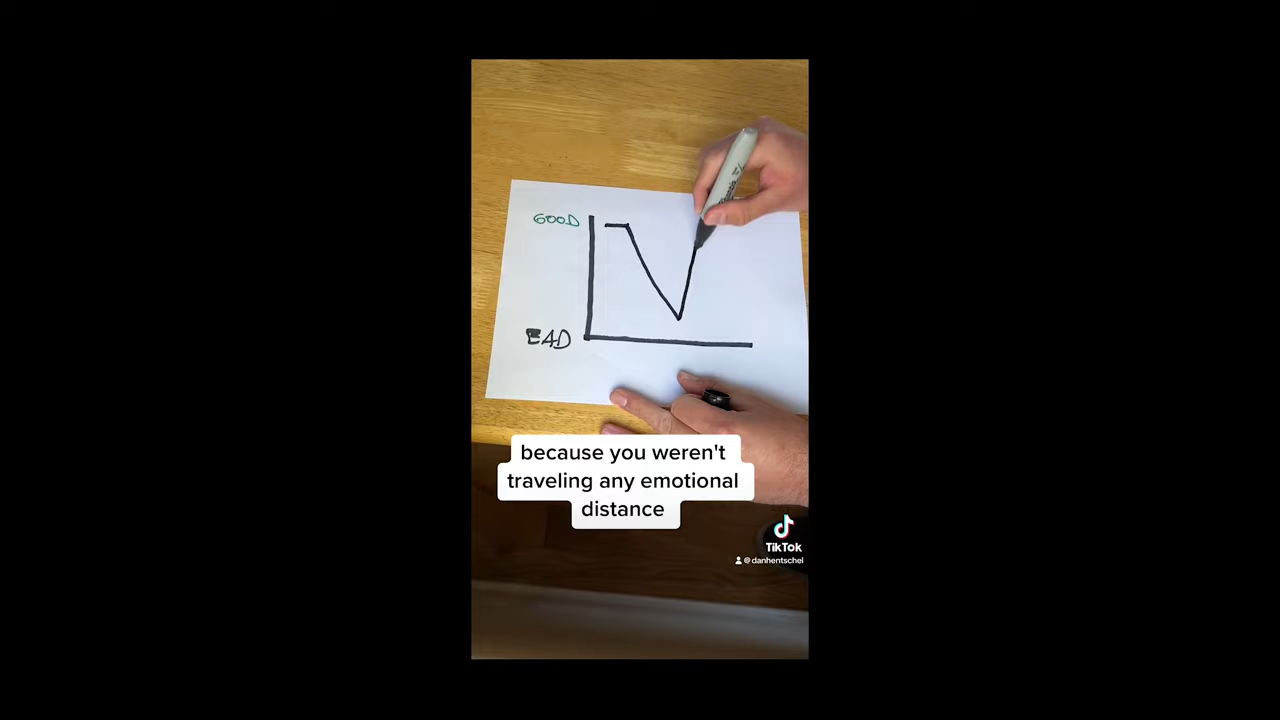 GOOD
BAD
because you weren't
traveling any emotional
distance
TikTok
@danhentschel